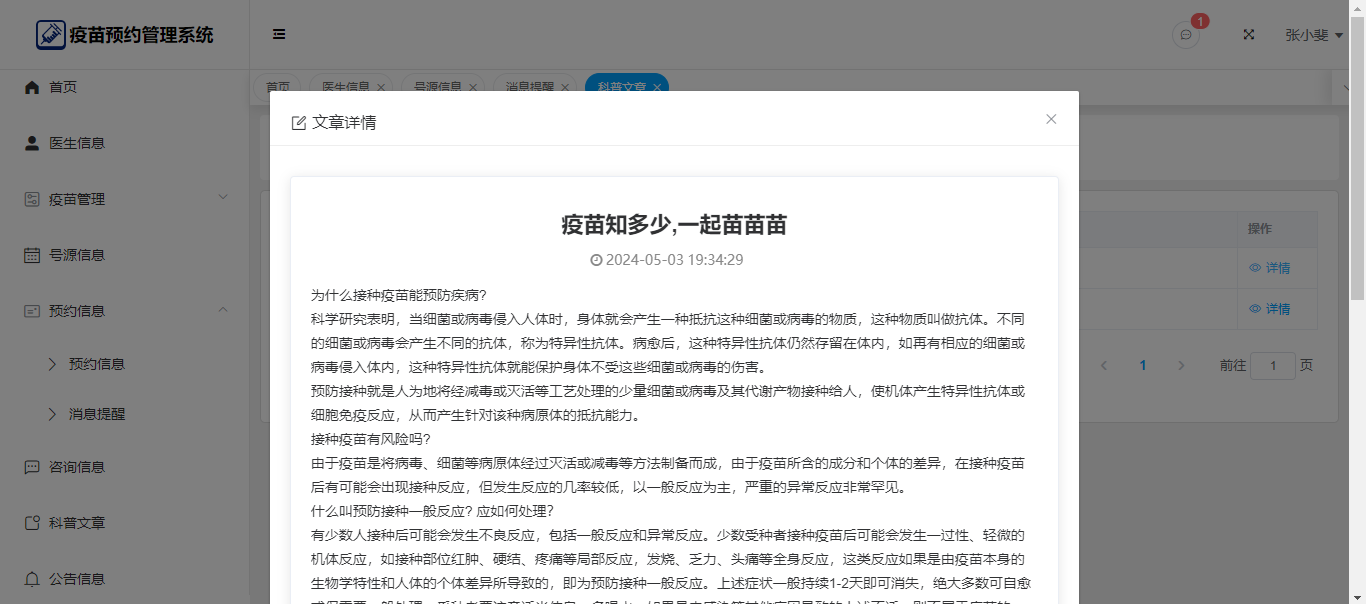 疫苗预约管理系统
1
张小斐
首页
医生信息
疫苗管理
号源信息
预约信息
预约信息
消息提醒
咨询信息
科普文章
公告信息
首页 医生信息 号源信息 消息提醒 科普文章
文章详情
疫苗知多少,一起苗苗苗
2024-05-03 19:34:29
为什么接种疫苗能预防疾病?
科学研究表明，当细菌或病毒侵入人体时，身体就会产生一种抵抗这种细菌或病毒的物质，这种物质叫做抗体。不同
的细菌或病毒会产生不同的抗体，称为特异性抗体。病愈后，这种特异性抗体仍然存留在体内，如再有相应的细菌或
病毒侵入体内，这种特异性抗体就能保护身体不受这些细菌或病毒的伤害。
预防接种就是人为地将经减毒或灭活等工艺处理的少量细菌或病毒及其代谢产物接种给人，使机体产生特异性抗体或
细胞免疫反应，从而产生针对该种病原体的抵抗能力。
接种疫苗有风险吗?
由于疫苗是将病毒、细菌等病原体经过灭活或减毒等方法制备而成，由于疫苗所含的成分和个体的差异，在接种疫苗
后有可能会出现接种反应，但发生反应的几率较低，以一般反应为主，严重的异常反应非常罕见。
什么叫预防接种一般反应? 应如何处理?
有少数人接种后可能会发生不良反应，包括一般反应和异常反应。少数受种者接种疫苗后可能会发生一过性、轻微的
机体反应，如接种部位红肿、硬结、疼痛等局部反应，发烧、乏力、头痛等全身反应，这类反应如果是由疫苗本身的
生物学特性和人体的个体差异所导致的，即为预防接种一般反应。上述症状一般持续1-2天即可消失，绝大多数可自愈
操作
详情
详情
1
前往 1 页